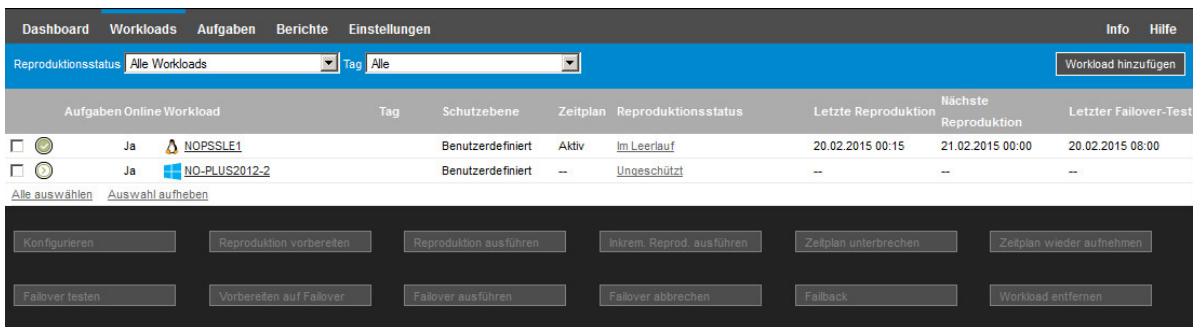 Dashboard Workloads Aufgaben Berichte Einstellungen Info Hilfe
Reproduktionsstatus Alle Workloads Tag Alle Workload hinzufügen
Aufgaben Online Workload Tag Schutzebene Zeitplan Reproduktionsstatus Letzte Reproduktion Nächste Reproduktion Letzter Failover-Test
Ja NOPSSLE1 Benutzerdefiniert Aktiv Im Leerlauf 20.02.2015 00:15 21.02.2015 00:00 20.02.2015 08:00
Ja NO-PLUS2012-2 Benutzerdefiniert -- Ungeschützt -- -- --
Alle auswählen Auswahl aufheben
Konfigurieren Reproduktion vorbereiten Reproduktion ausführen Inkrem. Reprod. ausführen Zeitplan unterbrechen Zeitplan wieder aufnehmen
Failover testen Vorbereiten auf Failover Failover ausführen Failover abbrechen Failback Workload entfernen